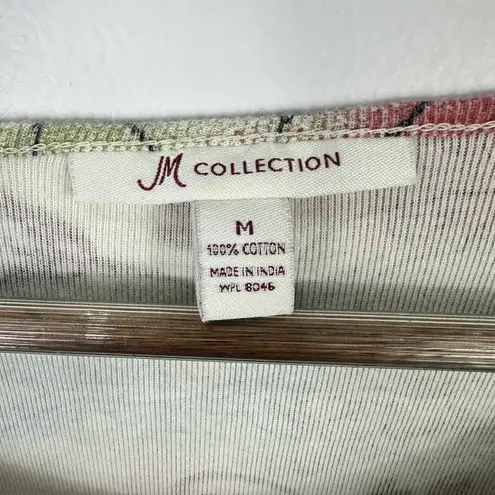 JM COLLECTION
M
100% COTTON
MADE IN INDIA
WPL 8046